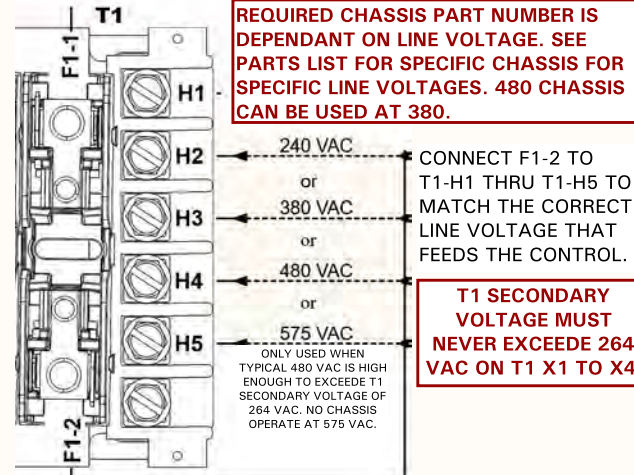 T1
F1-1
H1
H2
H3
H4
H5
F1-2
REQUIRED CHASSIS PART NUMBER IS
DEPENDANT ON LINE VOLTAGE. SEE
PARTS LIST FOR SPECIFIC CHASSIS FOR
SPECIFIC LINE VOLTAGES. 480 CHASSIS
CAN BE USED AT 380.
240 VAC
or
380 VAC
or
480 VAC
or
575 VAC
ONLY USED WHEN
TYPICAL 480 VAC IS HIGH
ENOUGH TO EXCEEDE T1
SECONDARY VOLTAGE OF
264 VAC. NO CHASSIS
OPERATE AT 575 VAC.
CONNECT F1-2 TO
T1-H1 THRU T1-H5 TO
MATCH THE CORRECT
LINE VOLTAGE THAT
FEEDS THE CONTROL.
T1 SECONDARY
VOLTAGE MUST
NEVER EXCEEDE 264
VAC ON T1 X1 TO X4